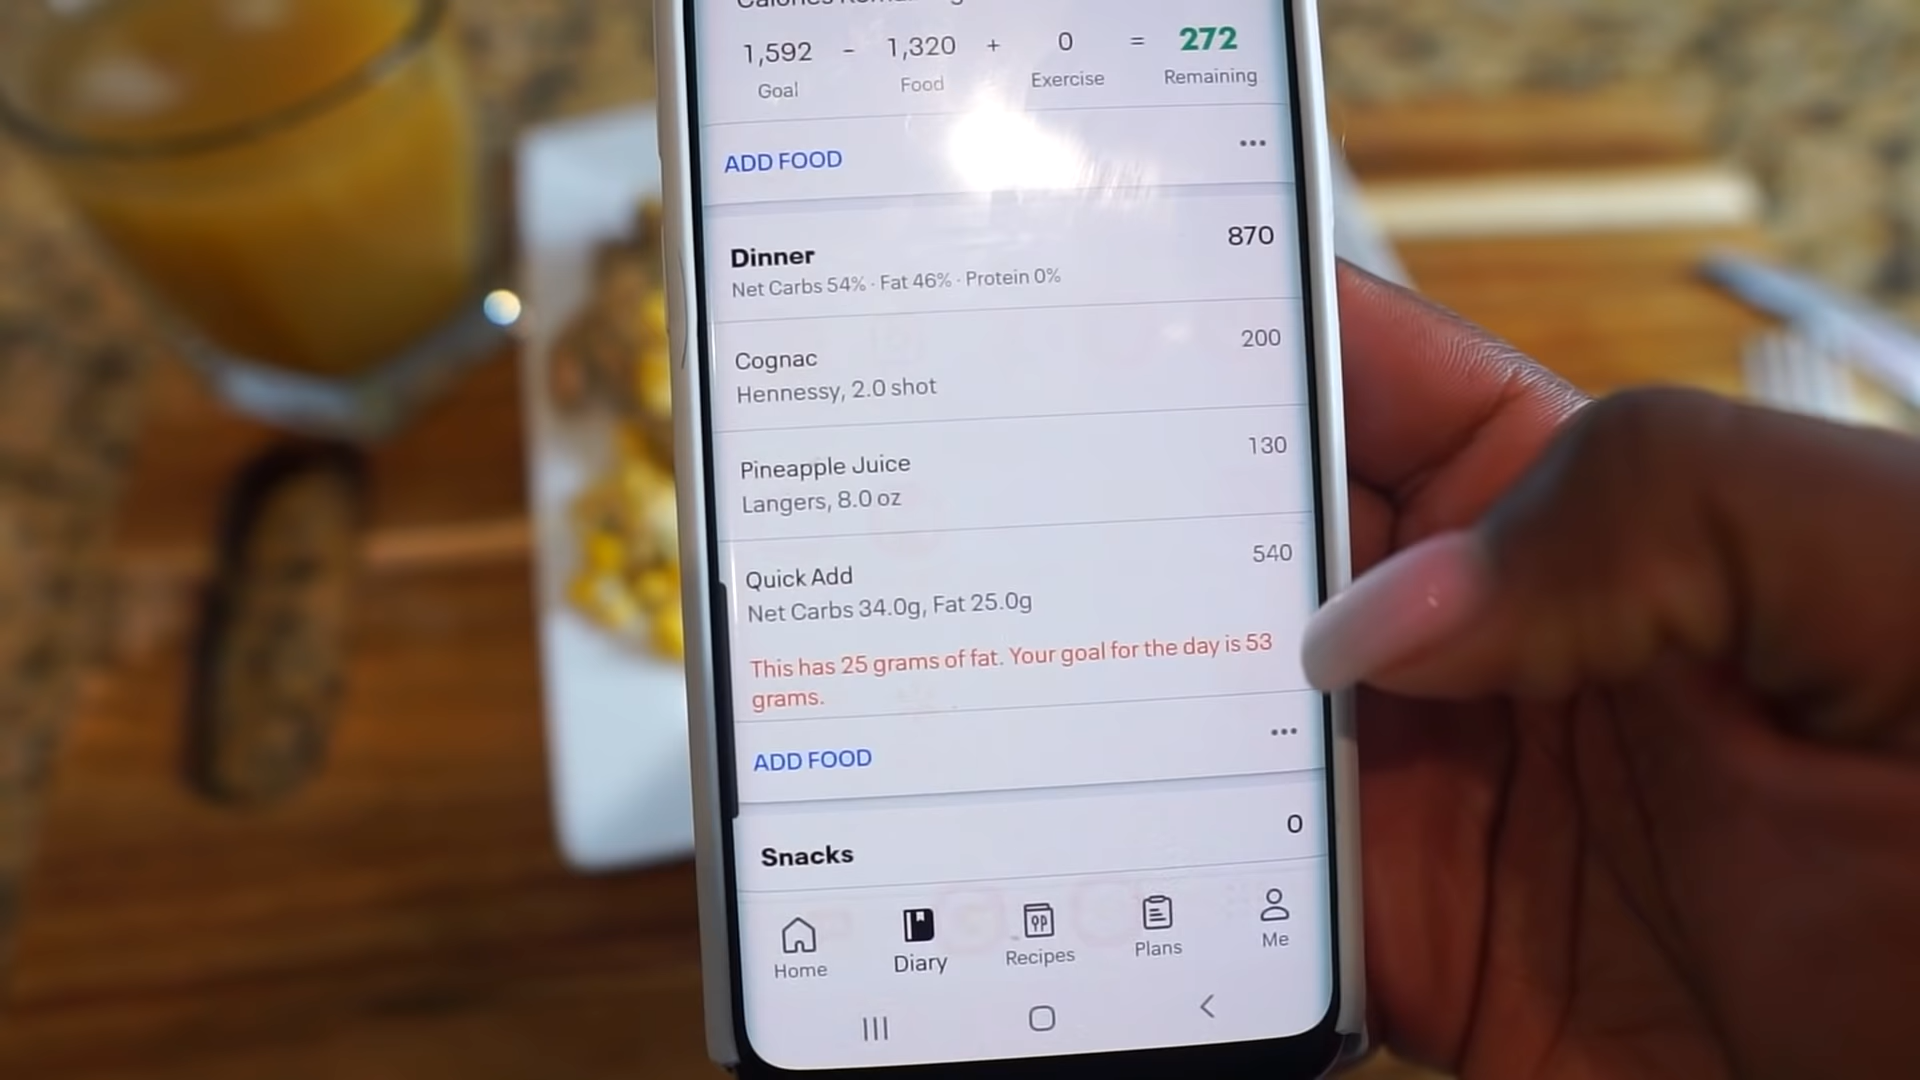 Calories Remaining
1,592 - 1,320 + 0 = 272
Goal Food Exercise Remaining
ADD FOOD
Dinner 870
Net Carbs 54% · Fat 46% · Protein 0%
Cognac 200
Hennessy, 2.0 shot
Pineapple Juice 130
Langers, 8.0 oz
Quick Add 540
Net Carbs 34.0g, Fat 25.0g
This has 25 grams of fat. Your goal for the day is 53
grams.
ADD FOOD
Snacks 0
Home Diary Recipes Plans Me